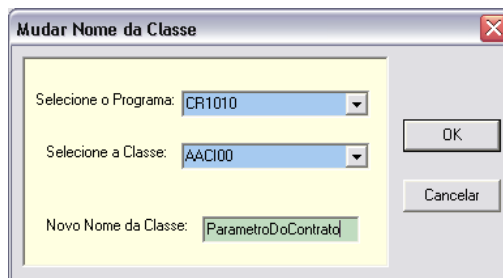 Mudar Nome da Classe
Selecione o Programa: CR1010
OK
Selecione a Classe: AACI00
Cancelar
Novo Nome da Classe: ParametroDoContrato